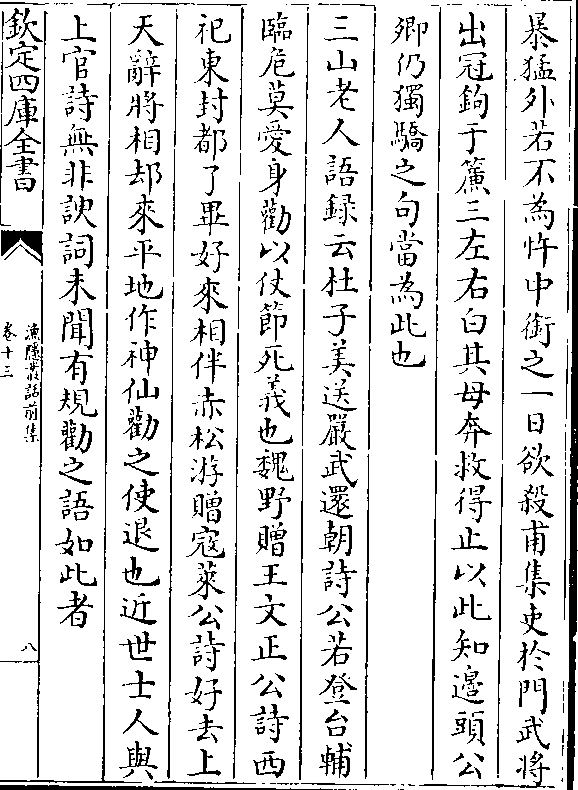 暴猛外若不為忤中銜之一日欲殺甫集吏於門武將
出冠鉤于簾三左右白其母奔救得止以此知邊頭公
卿仍獨驕之句當為此也
三山老人語録云杜子美送嚴武還朝詩公若登台輔
臨危莫愛身勸以仗節死義也魏野贈王文正公詩西
祀東封都了畢好來相伴赤松游贈寇萊公詩好去上
天辭將相却來平地作神仙勸之使退也近世士人與
上官詩無非諛詞未聞有規勸之語如此者
欽定四庫全書
漁隱叢話前集
卷十三
八